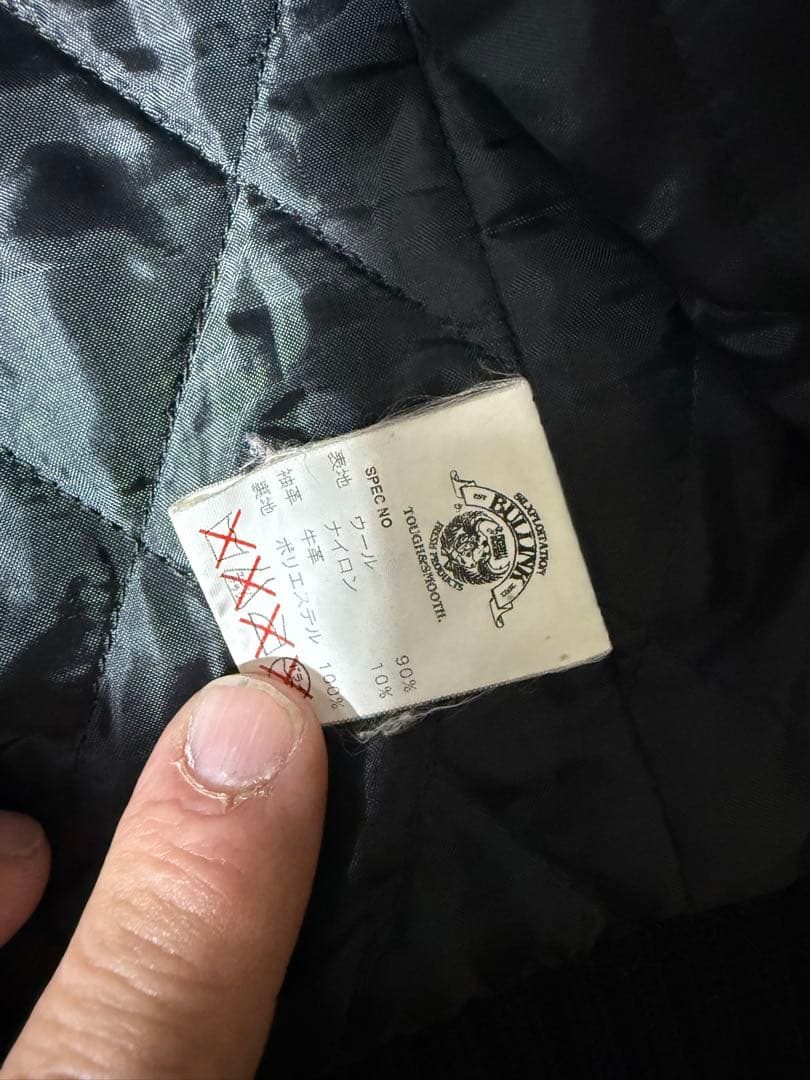 BULLINK
TOUGH&SMOOTH.
SPEC NO
表地 ウール 90%
ナイロン 10%
袖革 牛革
裏地 ポリエステル 100%